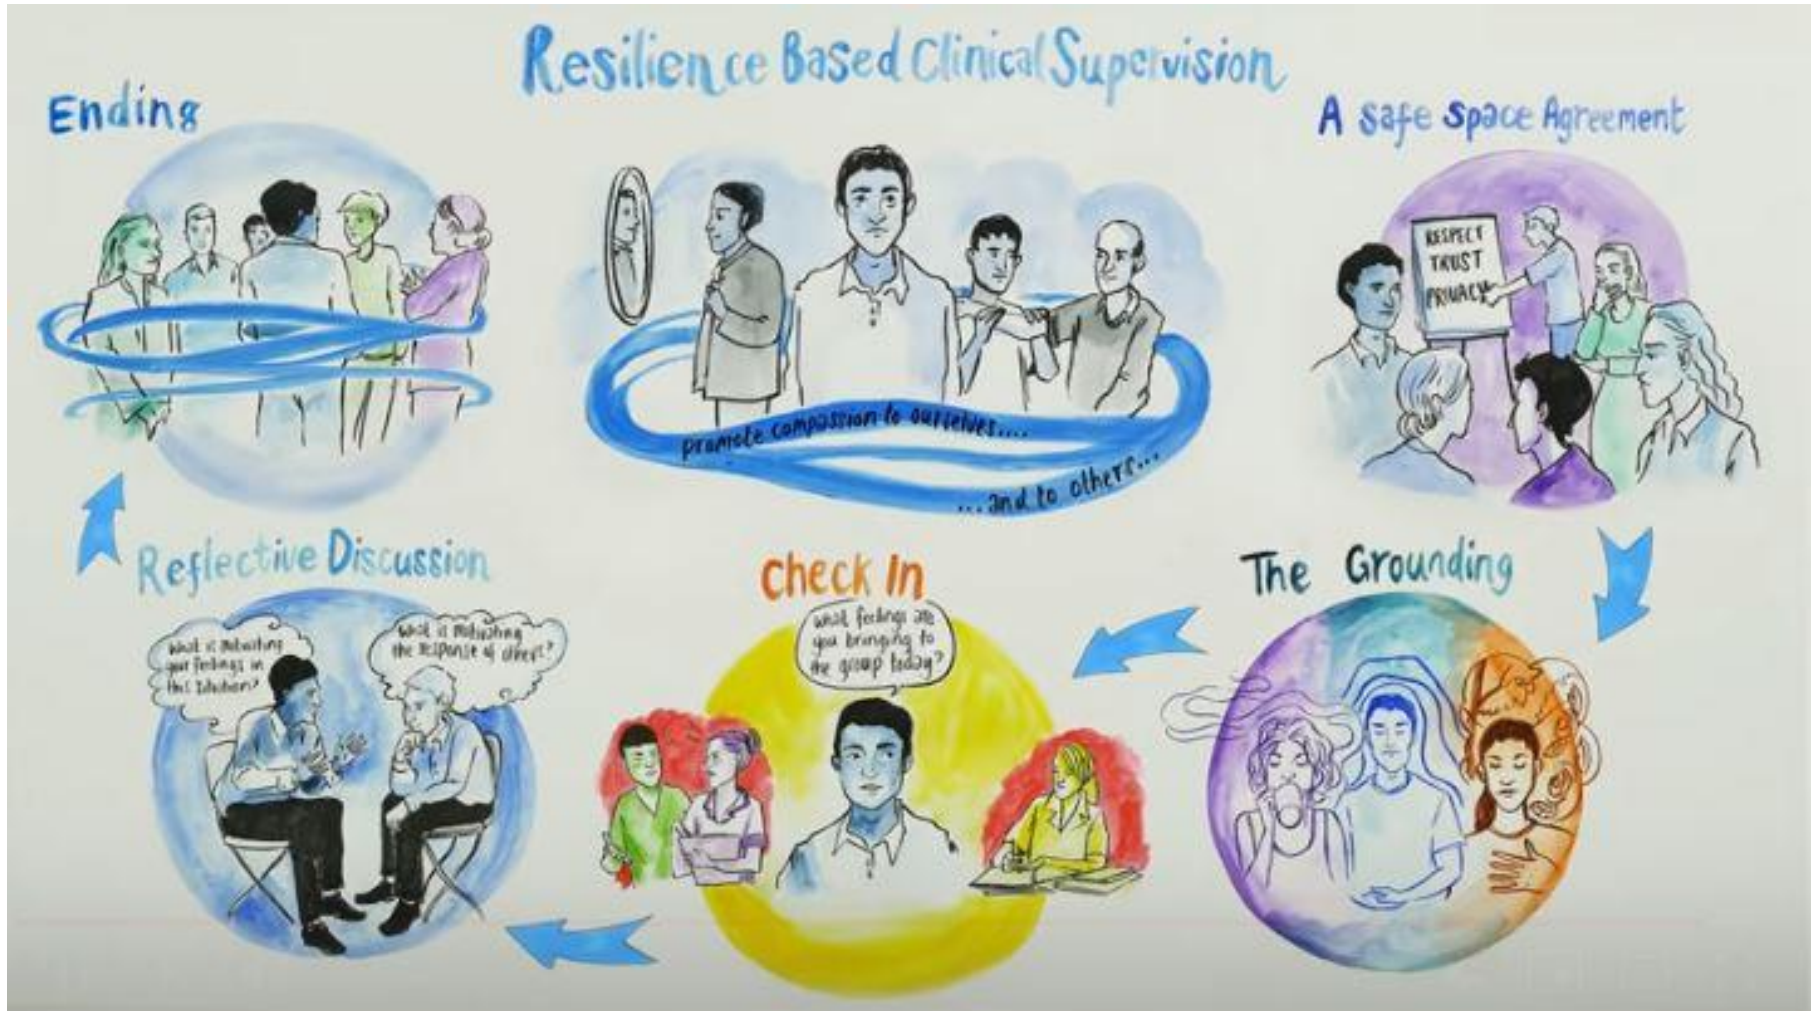 Resilience Based Clinical Supervision
Ending
A Safe Space Agreement
RESPECT
TRUST
PRIVACY
promote compassion to ourselves....
...and to others...
Reflective Discussion
What is motivating
your feelings in
this situation?
What is motivating
the response of others?
Check In
What feelings are
you bringing to
the group today?
The Grounding